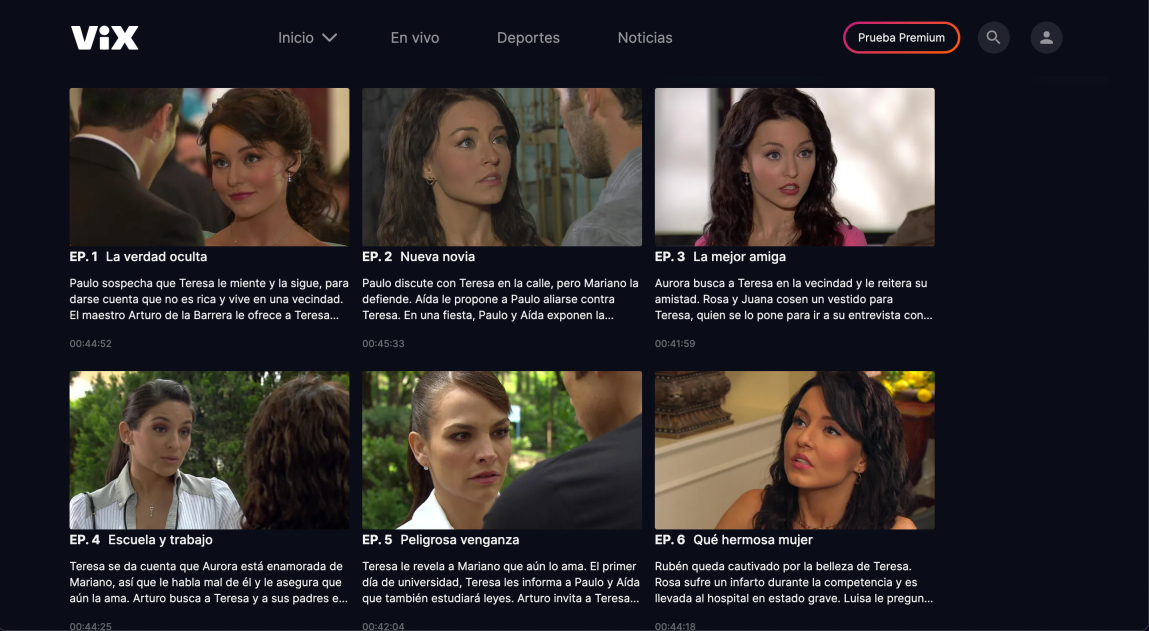 ViX
Inicio
En vivo
Deportes
Noticias
Prueba Premium
EP. 1 La verdad oculta
Paulo sospecha que Teresa le miente y la sigue, para
darse cuenta que no es rica y vive en una vecindad.
El maestro Arturo de la Barrera le ofrece a Teresa...
00:44:52
EP. 2 Nueva novia
Paulo discute con Teresa en la calle, pero Mariano la
defiende. Aída le propone a Paulo aliarse contra
Teresa. En una fiesta, Paulo y Aída exponen la...
00:45:33
EP. 3 La mejor amiga
Aurora busca a Teresa en la vecindad y le reitera su
amistad. Rosa y Juana cosen un vestido para
Teresa, quien se lo pone para ir a su entrevista con...
00:41:59
EP. 4 Escuela y trabajo
Teresa se da cuenta que Aurora está enamorada de
Mariano, así que le habla mal de él y le asegura que
aún la ama. Arturo busca a Teresa y a sus padres e...
00:44:25
EP. 5 Peligrosa venganza
Teresa le revela a Mariano que aún lo ama. El primer
día de universidad, Teresa les informa a Paulo y Aída
que también estudiará leyes. Arturo invita a Teresa...
00:42:04
EP. 6 Qué hermosa mujer
Rubén queda cautivado por la belleza de Teresa.
Rosa sufre un infarto durante la competencia y es
llevada al hospital en estado grave. Luisa le pregun...
00:44:18